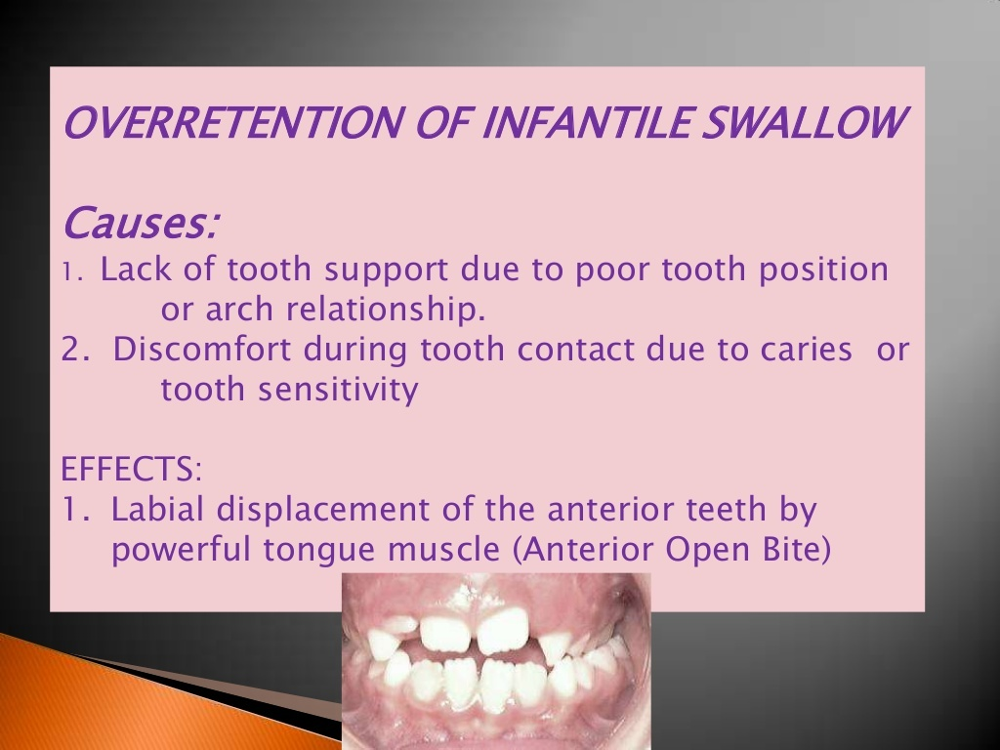 OVERRETENTION OF INFANTILE SWALLOW
Causes:
1. Lack of tooth support due to poor tooth position
or arch relationship.
2. Discomfort during tooth contact due to caries or
tooth sensitivity
EFFECTS:
1. Labial displacement of the anterior teeth by
powerful tongue muscle (Anterior Open Bite)